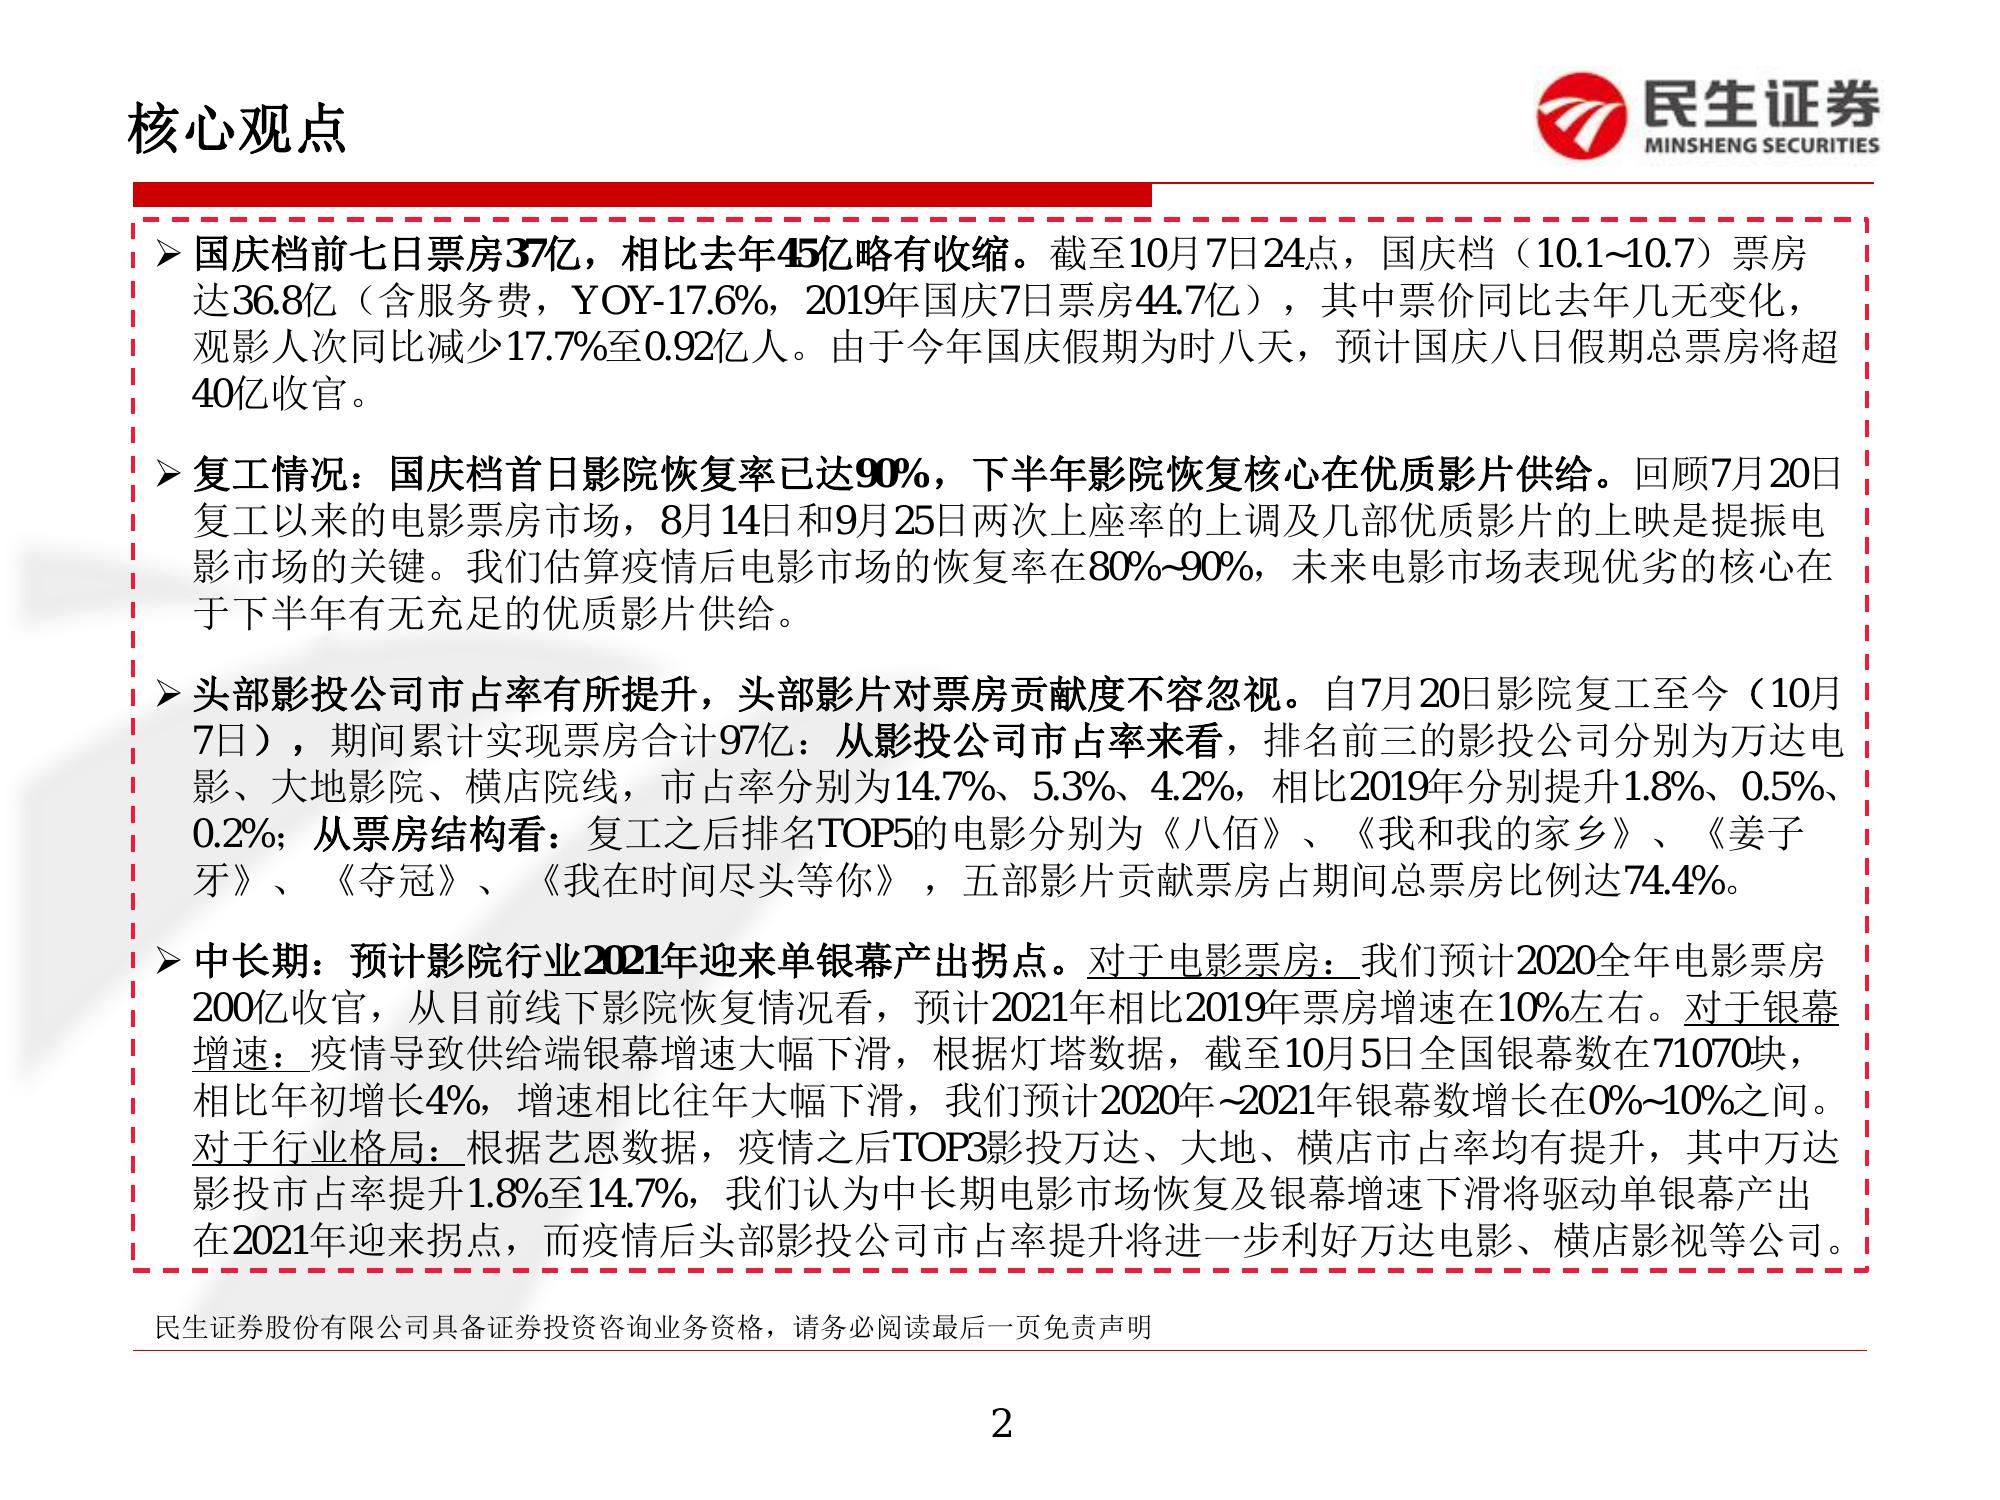 核心观点
民生证券
MINSHENG SECURITIES
➢ 国庆档前七日票房37亿，相比去年45亿略有收缩。截至10月7日24点，国庆档（10.1~10.7）票房
达36.8亿（含服务费，YOY-17.6%，2019年国庆7日票房44.7亿），其中票价同比去年几无变化，
观影人次同比减少17.7%至0.92亿人。由于今年国庆假期为时八天，预计国庆八日假期总票房将超
40亿收官。
➢ 复工情况：国庆档首日影院恢复率已达90%，下半年影院恢复核心在优质影片供给。回顾7月20日
复工以来的电影票房市场，8月14日和9月25日两次上座率的上调及几部优质影片的上映是提振电
影市场的关键。我们估算疫情后电影市场的恢复率在80%~90%，未来电影市场表现优劣的核心在
于下半年有无充足的优质影片供给。
➢ 头部影投公司市占率有所提升，头部影片对票房贡献度不容忽视。自7月20日影院复工至今（10月
7日），期间累计实现票房合计97亿：从影投公司市占率来看，排名前三的影投公司分别为万达电
影、大地影院、横店院线，市占率分别为14.7%、5.3%、4.2%，相比2019年分别提升1.8%、0.5%、
0.2%；从票房结构看：复工之后排名TOP5的电影分别为《八佰》、《我和我的家乡》、《姜子
牙》、《夺冠》、《我在时间尽头等你》，五部影片贡献票房占期间总票房比例达74.4%。
➢ 中长期：预计影院行业2021年迎来单银幕产出拐点。对于电影票房：我们预计2020全年电影票房
200亿收官，从目前线下影院恢复情况看，预计2021年相比2019年票房增速在10%左右。对于银幕
增速：疫情导致供给端银幕增速大幅下滑，根据灯塔数据，截至10月5日全国银幕数在71070块，
相比年初增长4%，增速相比往年大幅下滑，我们预计2020年~2021年银幕数增长在0%~10%之间。
对于行业格局：根据艺恩数据，疫情之后TOP3影投万达、大地、横店市占率均有提升，其中万达
影投市占率提升1.8%至14.7%，我们认为中长期电影市场恢复及银幕增速下滑将驱动单银幕产出
在2021年迎来拐点，而疫情后头部影投公司市占率提升将进一步利好万达电影、横店影视等公司。
民生证券股份有限公司具备证券投资咨询业务资格，请务必阅读最后一页免责声明
2